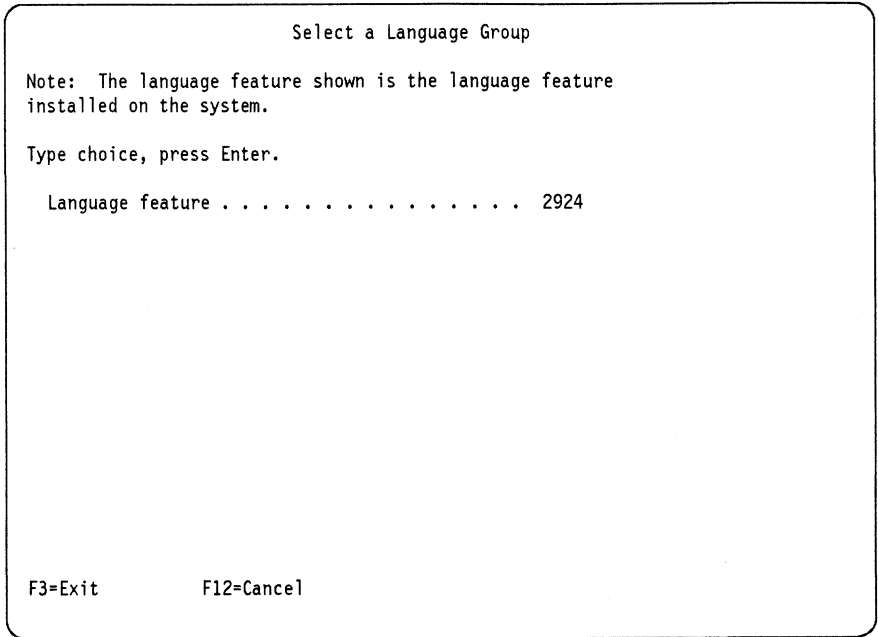 Select a Language Group
Note:  The language feature shown is the language feature
installed on the system.
Type choice, press Enter.
Language feature . . . . . . . . . . . . . . .  2924
F3=Exit          F12=Cancel